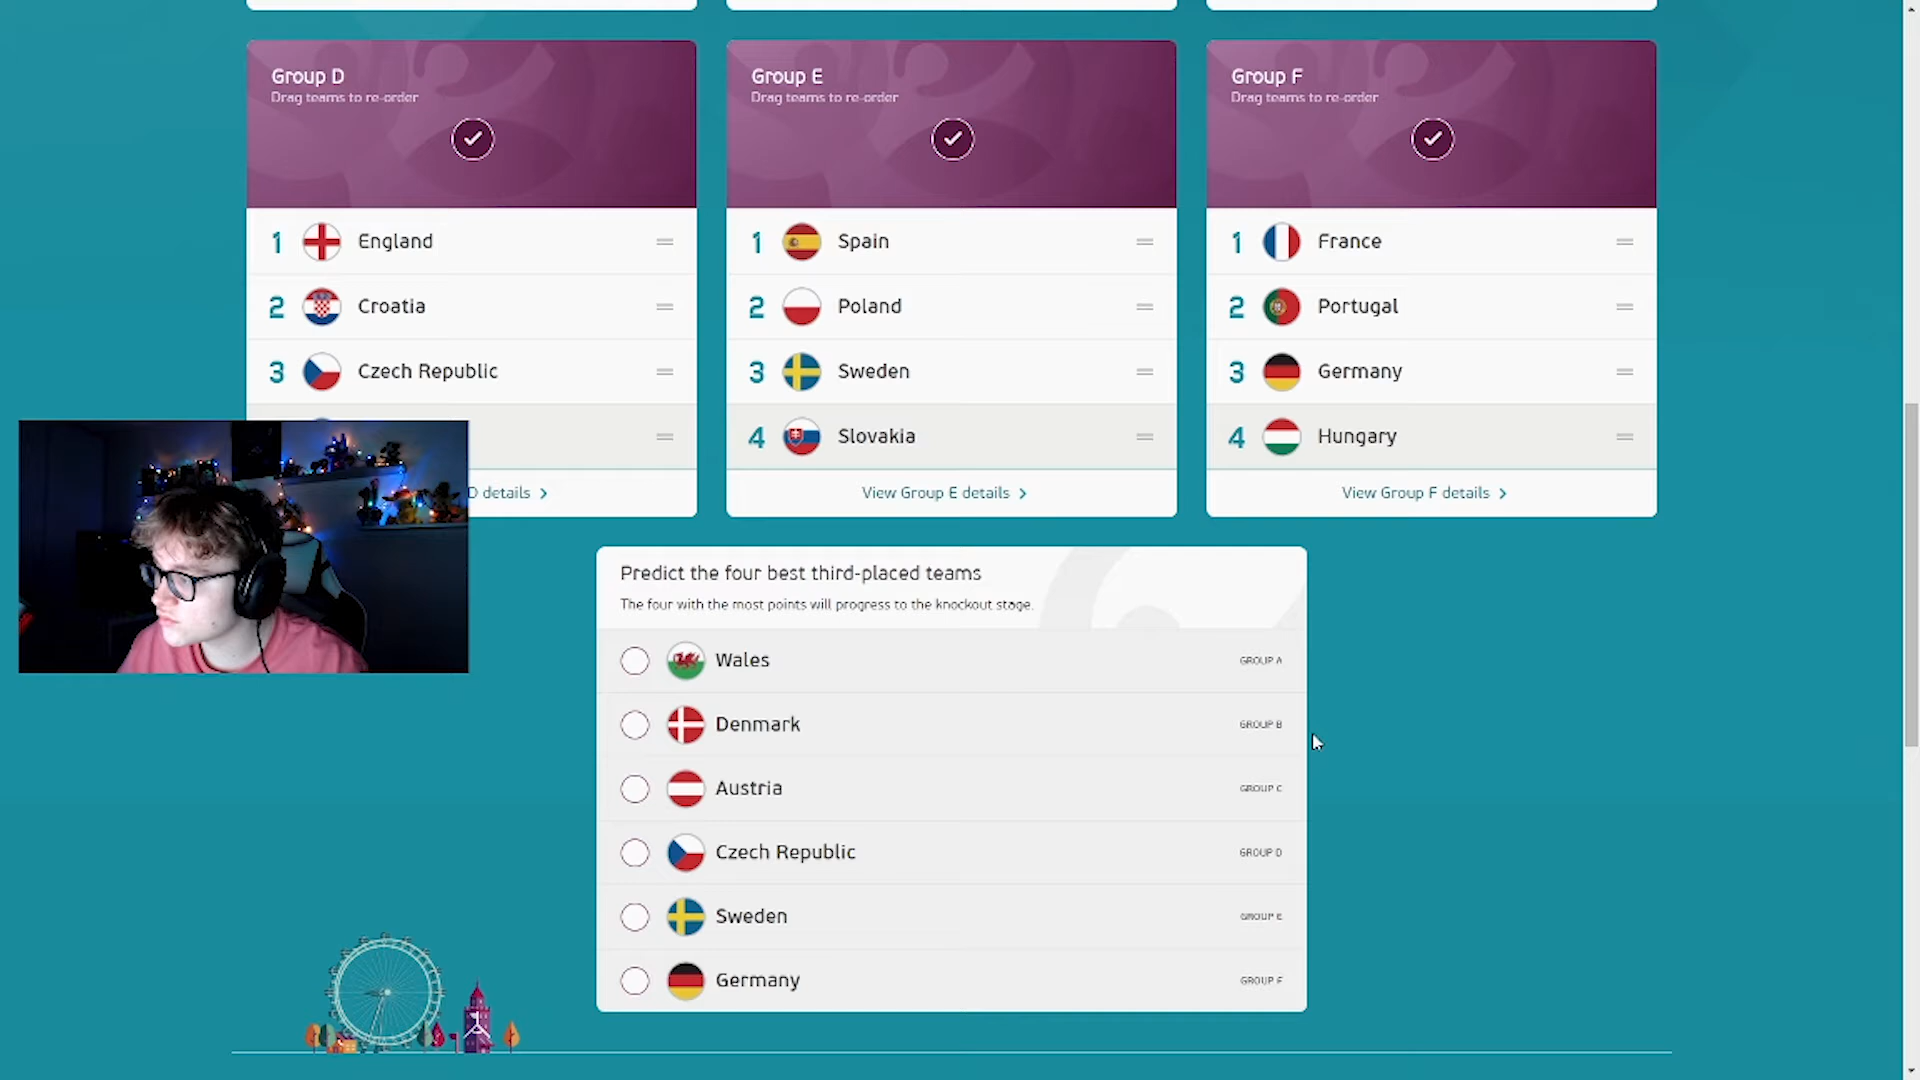 Group D
Drag teams to re-order
1 England
2 Croatia
3 Czech Republic
D details
Group E
Drag teams to re-order
1 Spain
2 Poland
3 Sweden
4 Slovakia
View Group E details
Group F
Drag teams to re-order
1 France
2 Portugal
3 Germany
4 Hungary
View Group F details
Predict the four best third-placed teams
The four with the most points will progress to the knockout stage.
Wales GROUP A
Denmark GROUP B
Austria GROUP C
Czech Republic GROUP D
Sweden GROUP E
Germany GROUP F